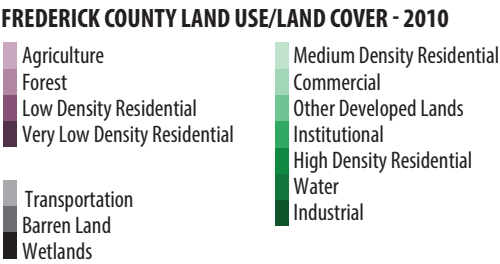 FREDERICK COUNTY LAND USE/LAND COVER - 2010
Agriculture
Forest
Low Density Residential
Very Low Density Residential
Transportation
Barren Land
Wetlands
Medium Density Residential
Commercial
Other Developed Lands
Institutional
High Density Residential
Water
Industrial